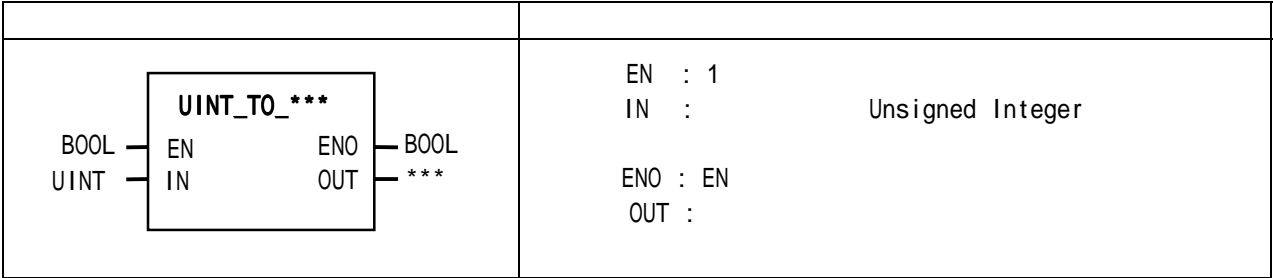 UINT_TO_***
BOOL EN ENO BOOL
UINT IN OUT ***
EN : 1
IN : Unsigned Integer
ENO : EN
OUT :